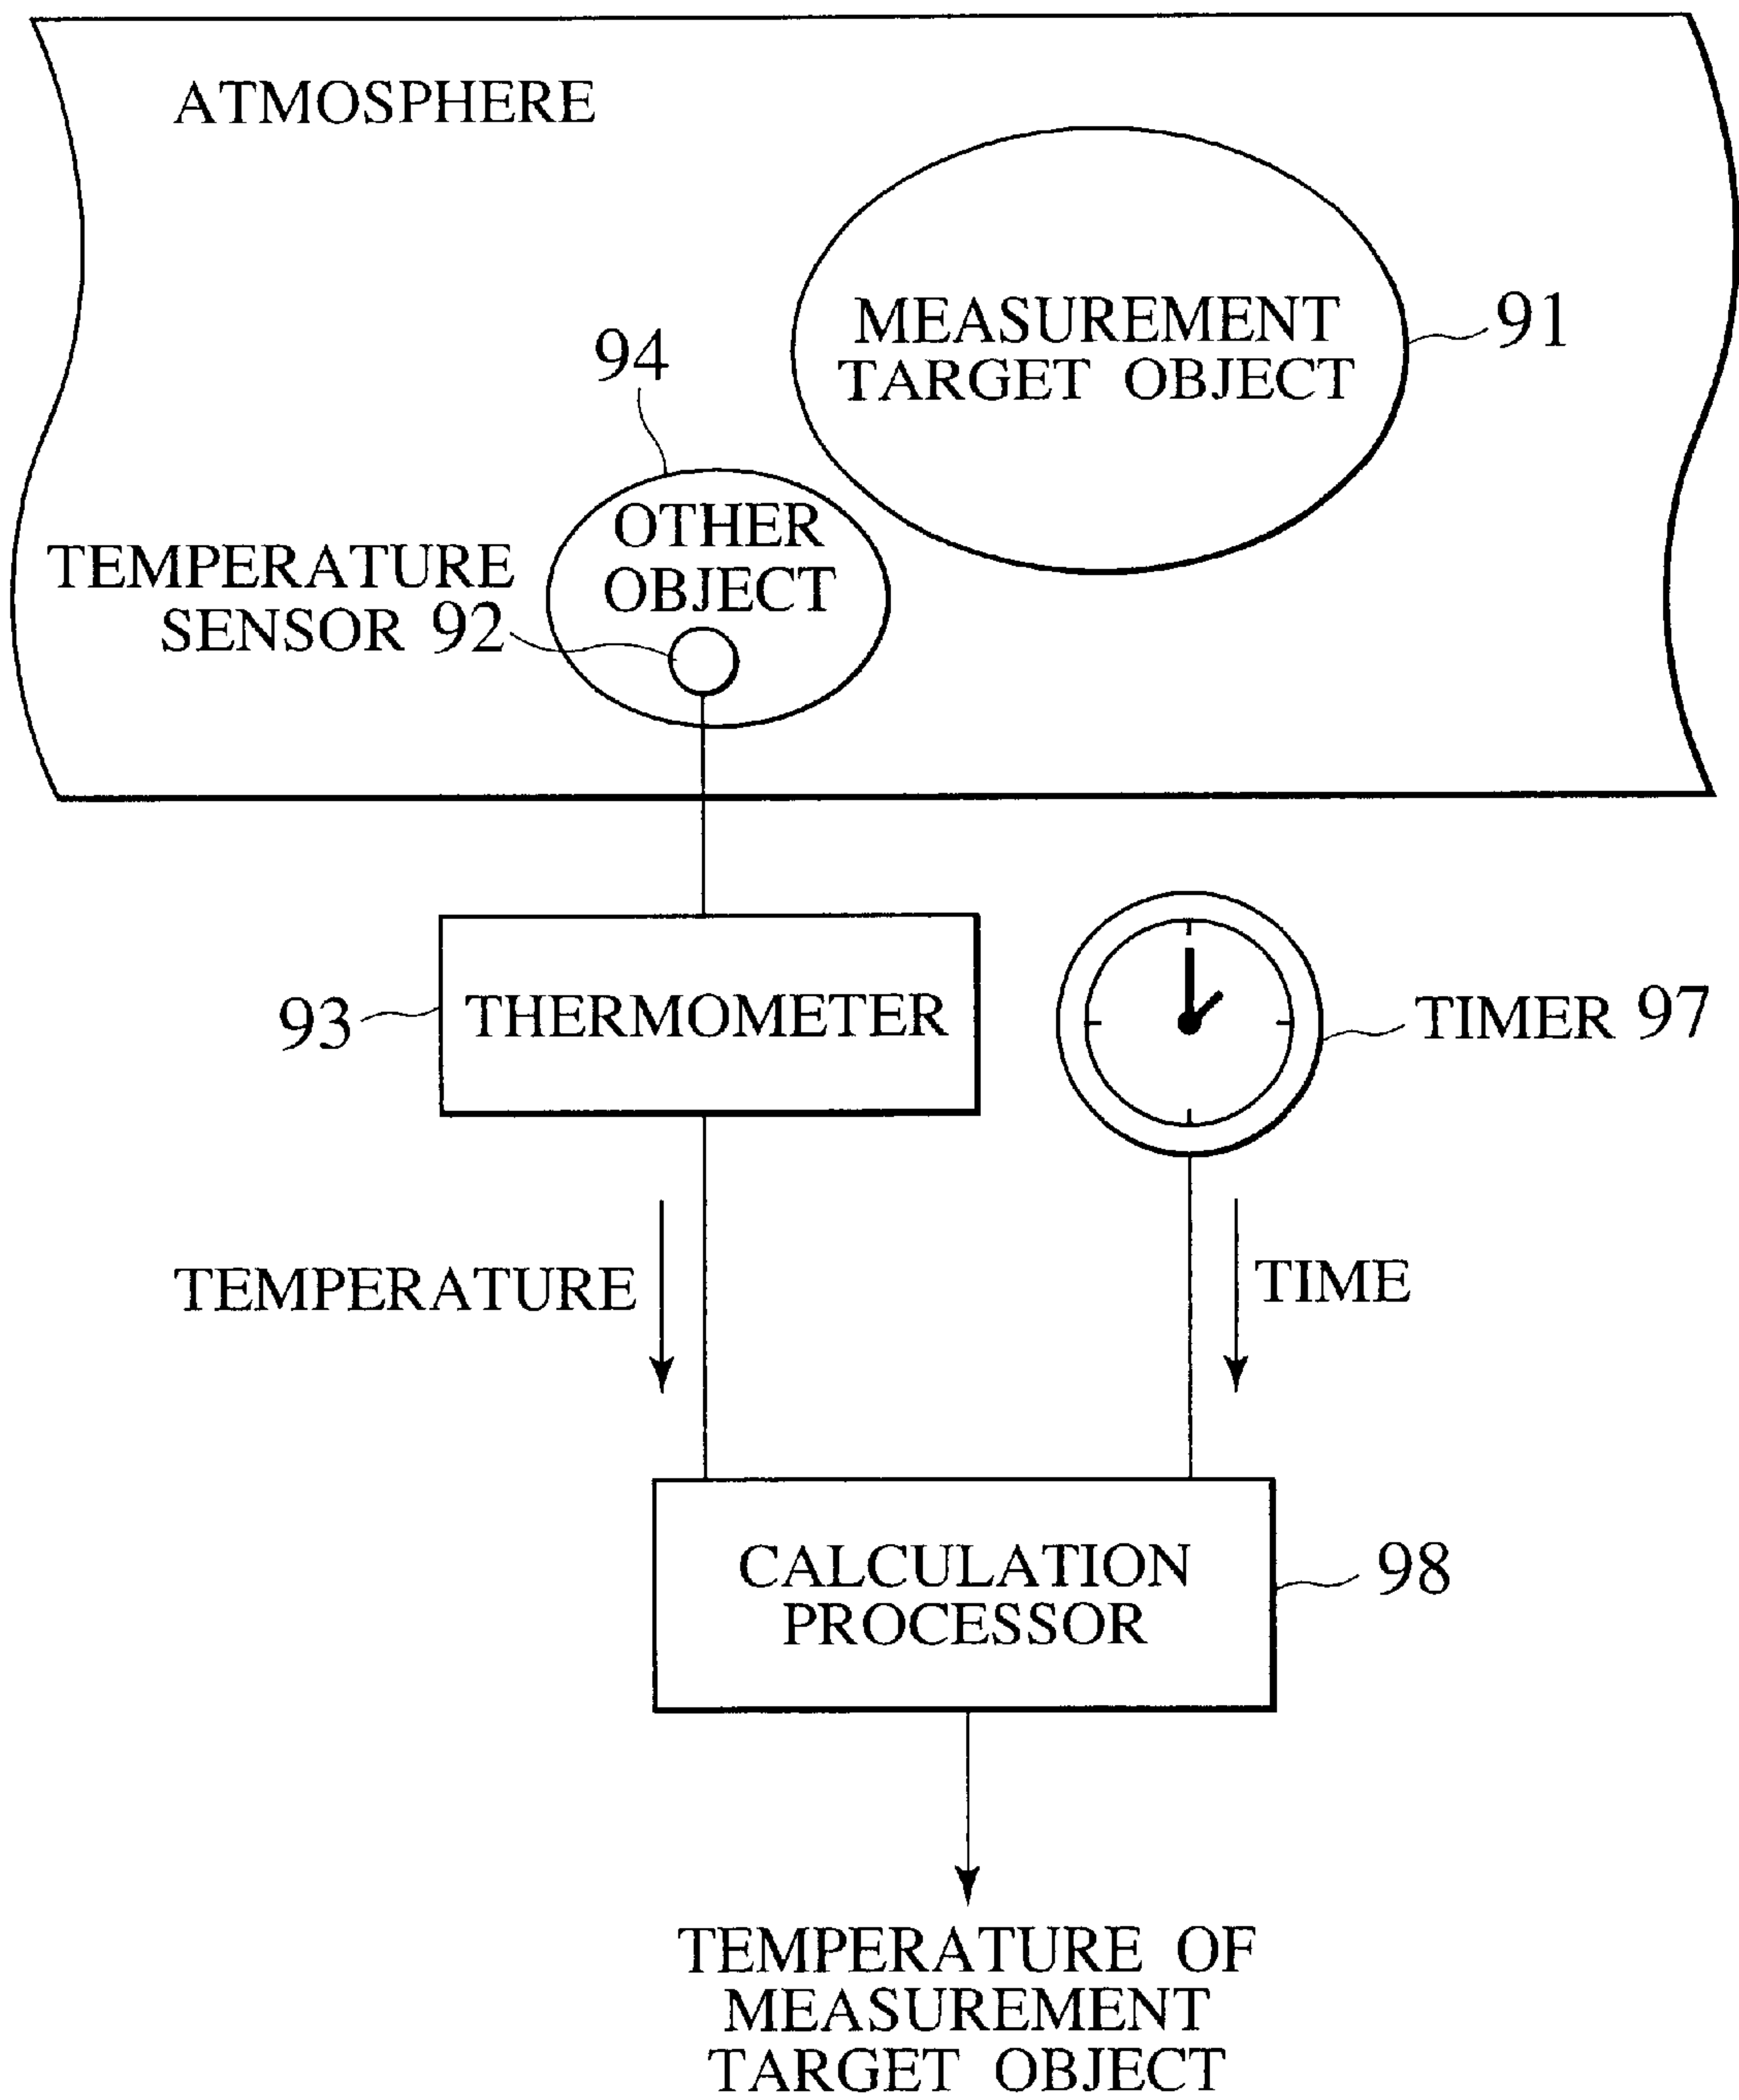 ATMOSPHERE
MEASUREMENT
TARGET OBJECT
91
94
OTHER
OBJECT
TEMPERATURE
SENSOR 92
93
THERMOMETER
TIMER 97
TEMPERATURE
TIME
CALCULATION
PROCESSOR
98
TEMPERATURE OF
MEASUREMENT
TARGET OBJECT